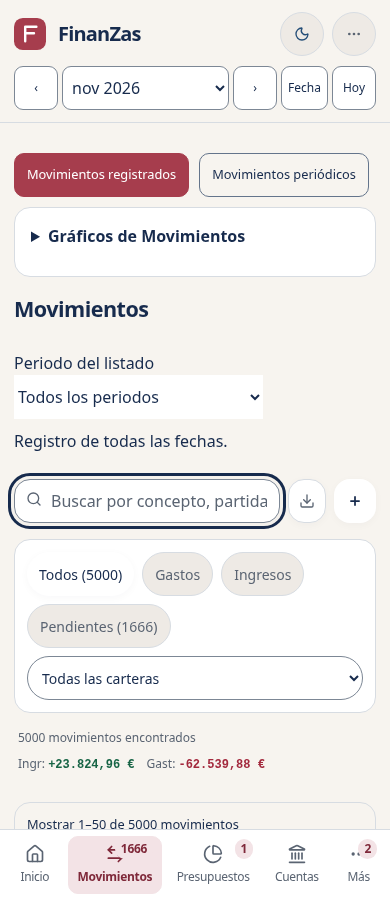 FinanZas
‹ nov 2026 › Fecha Hoy
Movimientos registrados Movimientos periódicos
Gráficos de Movimientos
Movimientos
Periodo del listado
Todos los periodos
Registro de todas las fechas.
Buscar por concepto, partida
Todos (5000) Gastos Ingresos
Pendientes (1666)
Todas las carteras
5000 movimientos encontrados
Ingr: +23.824,96 € Gast: -62.539,88 €
Mostrar 1–50 de 5000 movimientos
1666 1 2
Inicio Movimientos Presupuestos Cuentas Más